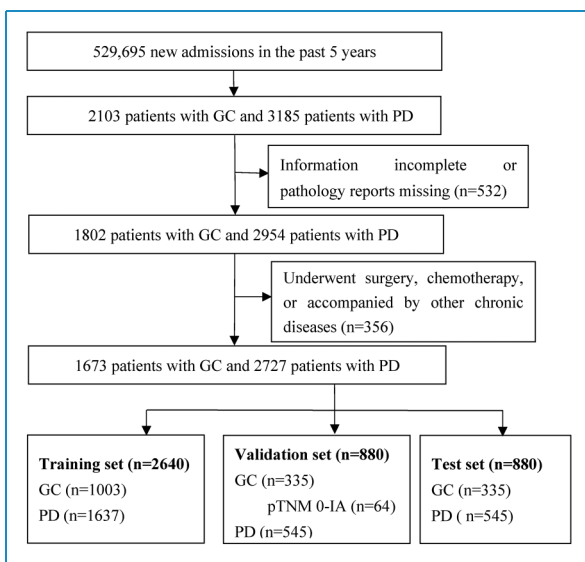 529,695 new admissions in the past 5 years
2103 patients with GC and 3185 patients with PD
Information incomplete or
pathology reports missing (n=532)
1802 patients with GC and 2954 patients with PD
Underwent surgery, chemotherapy,
or accompanied by other chronic
diseases (n=356)
1673 patients with GC and 2727 patients with PD
Training set (n=2640)
GC (n=1003)
PD (n=1637)
Validation set (n=880)
GC (n=335)
pTNM 0-IA (n=64)
PD (n=545)
Test set (n=880)
GC (n=335)
PD ( n=545)